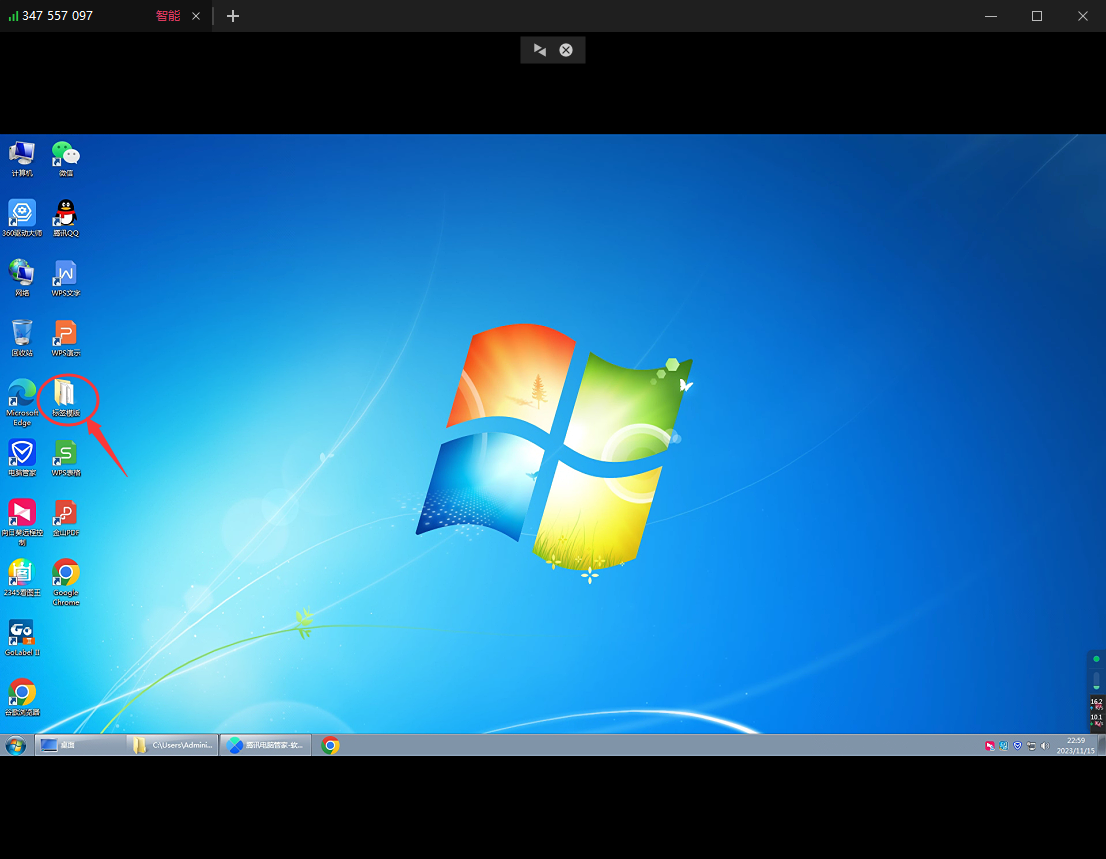 347 557 097
智能
计算机
微信
360驱动大师
腾讯QQ
网络
WPS文字
回收站
WPS演示
Microsoft
Edge
标签模版
电脑管家
WPS表格
向日葵远程控
制
金山PDF
2345看图王
Google
Chrome
GoLabel II
谷歌浏览器
桌面
C:\Users\Admini...
腾讯电脑管家-软...
16.2
10.1
22:59
2023/11/15